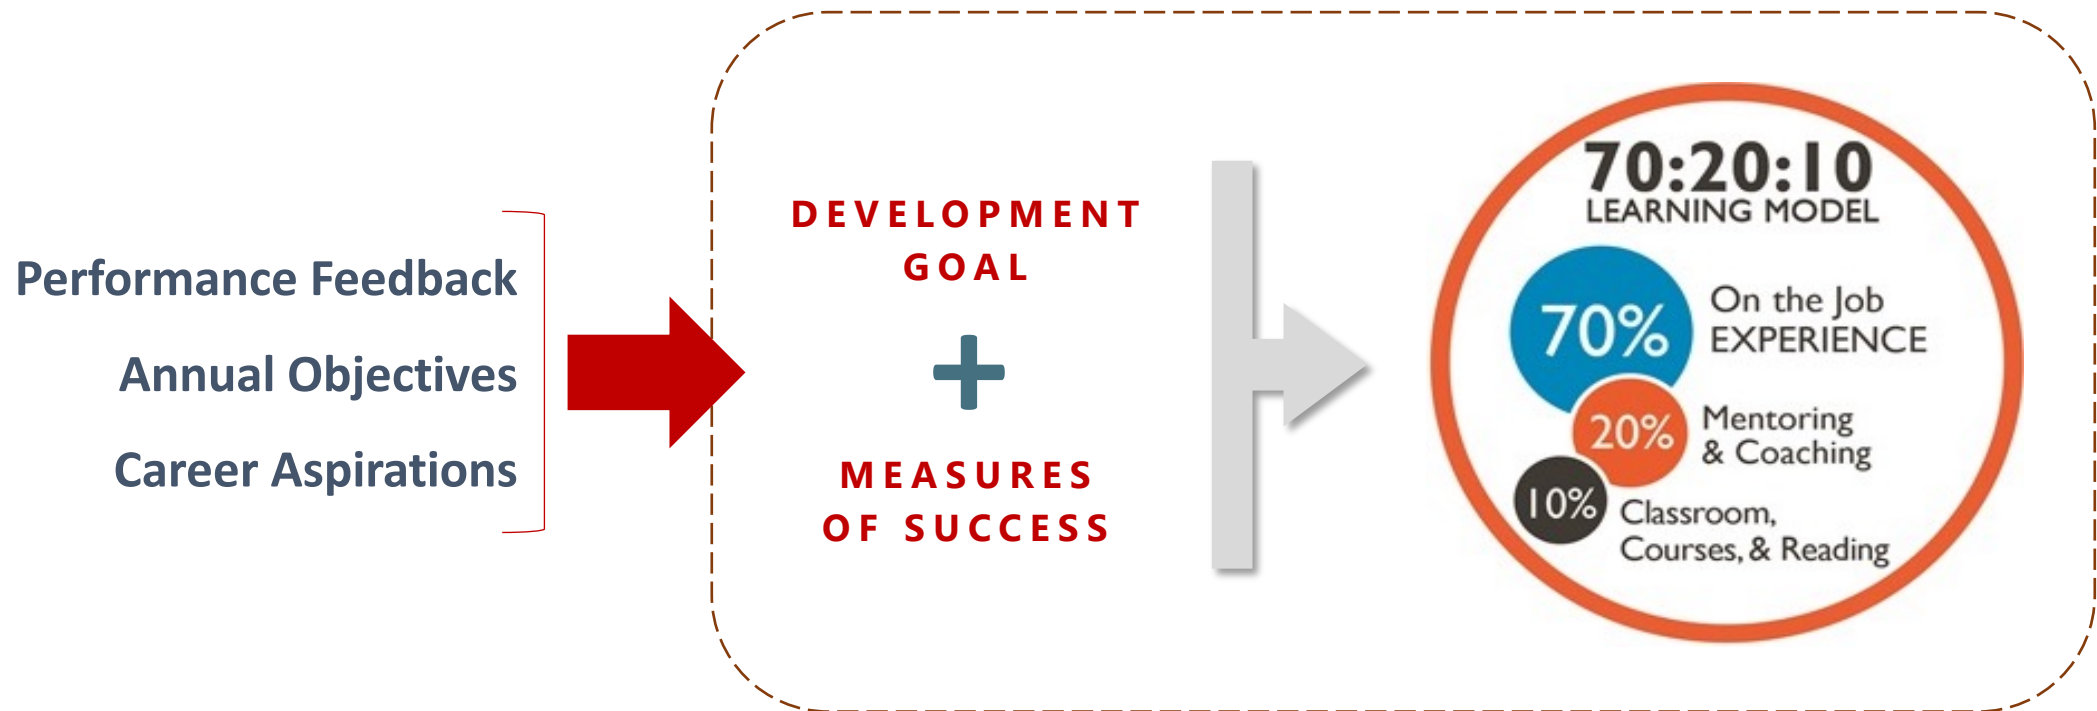 Performance Feedback
Annual Objectives
Career Aspirations
DEVELOPMENT
GOAL
+
MEASURES
OF SUCCESS
70:20:10
LEARNING MODEL
70%
On the Job
EXPERIENCE
20%
Mentoring
& Coaching
10%
Classroom,
Courses, & Reading